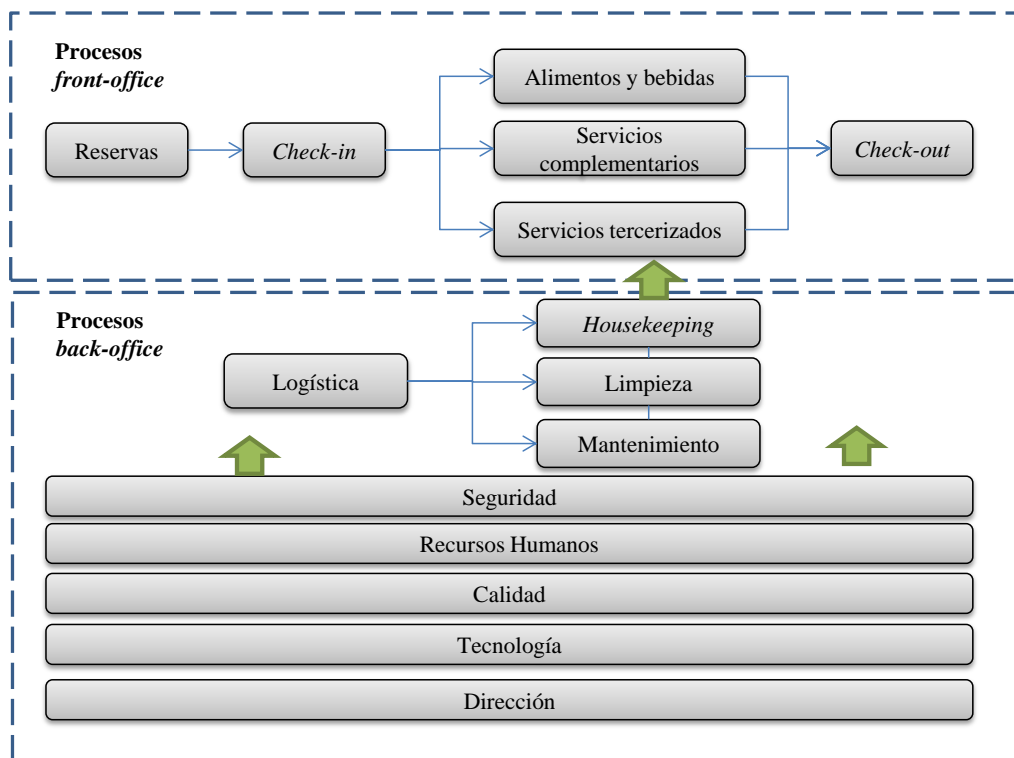 Procesos
front-office
Alimentos y bebidas
Reservas
Check-in
Servicios
complementarios
Check-out
Servicios tercerizados
Procesos
back-office
Housekeeping
Logística
Limpieza
Mantenimiento
Seguridad
Recursos Humanos
Calidad
Tecnología
Dirección